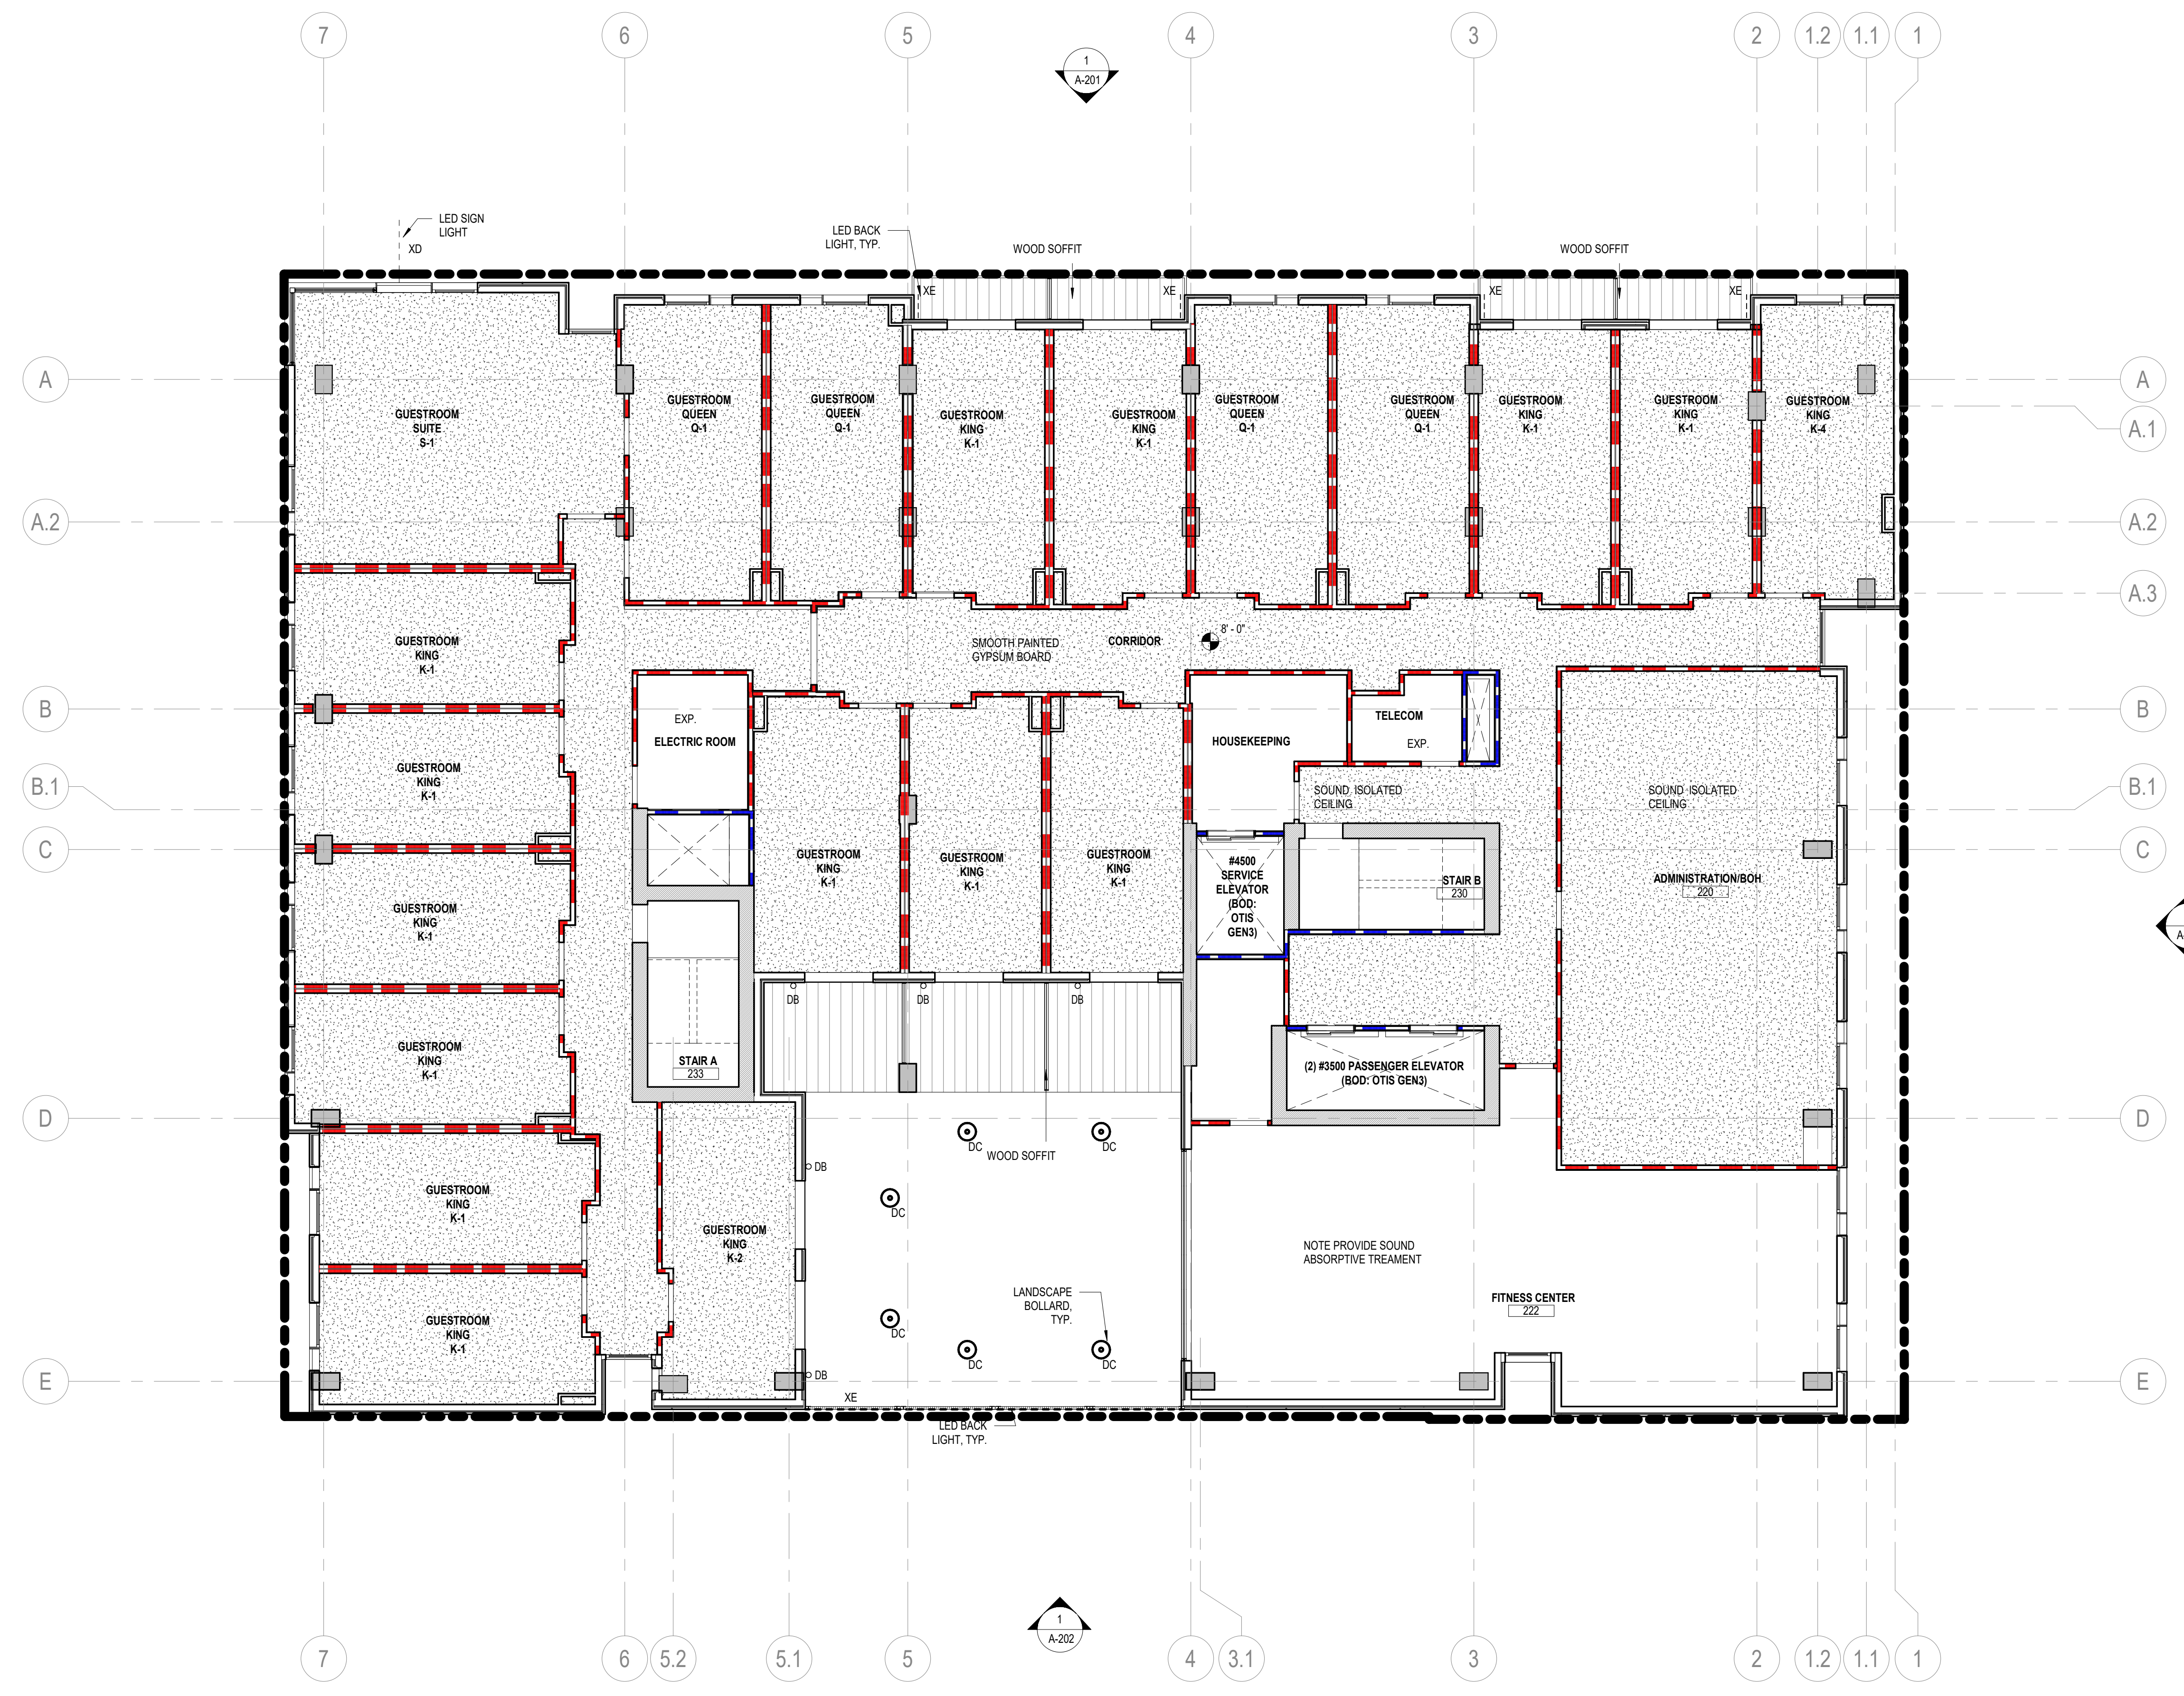 7
6
5
4
3
2
1.2
1.1
1
1
A-201
LED SIGN
LIGHT
XD
LED BACK
LIGHT, TYP.
WOOD SOFFIT
WOOD SOFFIT
XE
XE
XE
XE
A
A
A.1
GUESTROOM
SUITE
S-1
GUESTROOM
QUEEN
Q-1
GUESTROOM
QUEEN
Q-1
GUESTROOM
KING
K-1
GUESTROOM
KING
K-1
GUESTROOM
QUEEN
Q-1
GUESTROOM
QUEEN
Q-1
GUESTROOM
KING
K-1
GUESTROOM
KING
K-1
GUESTROOM
KING
K-4
A.2
A.2
A.3
GUESTROOM
KING
K-1
SMOOTH PAINTED
GYPSUM BOARD
CORRIDOR
8' - 0"
B
B
EXP.
ELECTRIC ROOM
HOUSEKEEPING
TELECOM
EXP.
GUESTROOM
KING
K-1
B.1
B.1
SOUND ISOLATED
CEILING
SOUND ISOLATED
CEILING
C
C
GUESTROOM
KING
K-1
GUESTROOM
KING
K-1
GUESTROOM
KING
K-1
#4500
SERVICE
ELEVATOR
(BOD:
OTIS
GEN3)
STAIR B
230
ADMINISTRATION/BOH
220
GUESTROOM
KING
K-1
A-
DB
DB
DB
GUESTROOM
KING
K-1
STAIR A
233
(2) #3500 PASSENGER ELEVATOR
(BOD: OTIS GEN3)
D
D
DC
DC
WOOD SOFFIT
DB
GUESTROOM
KING
K-1
DC
GUESTROOM
KING
K-2
NOTE PROVIDE SOUND
ABSORPTIVE TREAMENT
LANDSCAPE
BOLLARD,
TYP.
FITNESS CENTER
222
GUESTROOM
KING
K-1
DC
DC
DC
DB
XE
E
E
LED BACK
LIGHT, TYP.
1
A-202
7
6
5.2
5.1
5
4
3.1
3
2
1.2
1.1
1